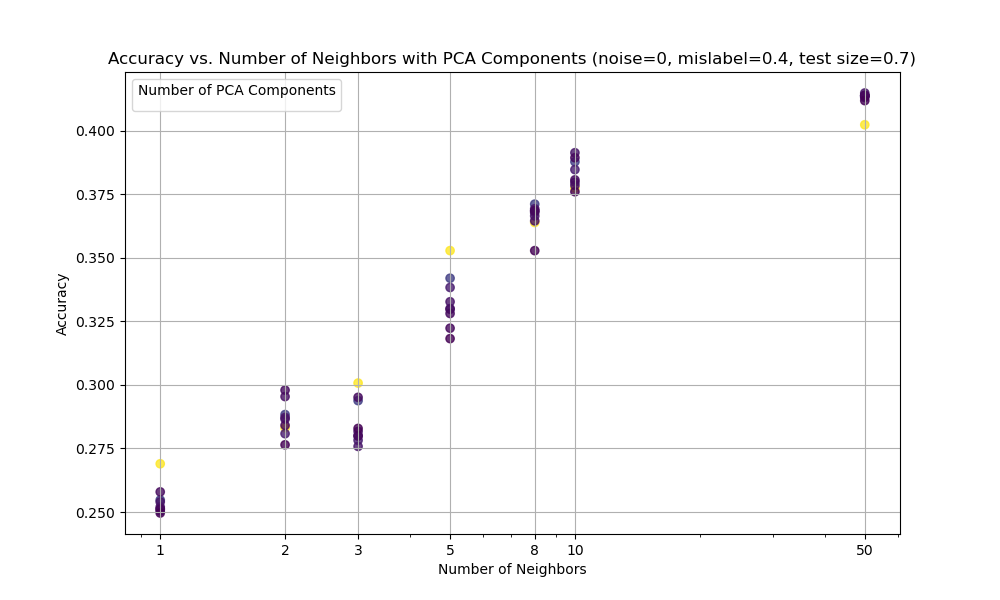 Accuracy vs. Number of Neighbors with PCA Components (noise=0, mislabel=0.4, test size=0.7)
Number of PCA Components
0.400
0.375
0.350
0.325
0.300
0.275
0.250
Accuracy
1 2 3 5 8 10 50
Number of Neighbors